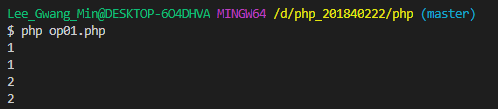 Lee_Gwang_Min@DESKTOP-6O4DHVA MINGW64 /d/php_201840222/php (master)
$ php op01.php
1
1
2
2